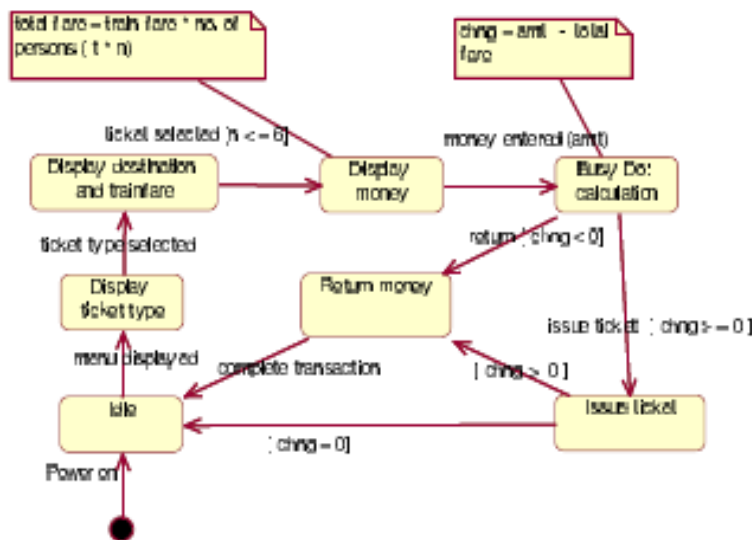 total fare = train fare * no. of
persons ( t * n)
chng = amt - total
fare
ticket selected [n <= 6]
money entered (amt)
Display destination
and trainfare
Display
money
Busy Do:
calculation
ticket type selected
return [ chng < 0]
Display
ticket type
Return money
issue ticket [ chng >= 0 ]
menu displayed
complete transaction
[ chng > 0 ]
Idle
Issue ticket
[ chng = 0]
Power on